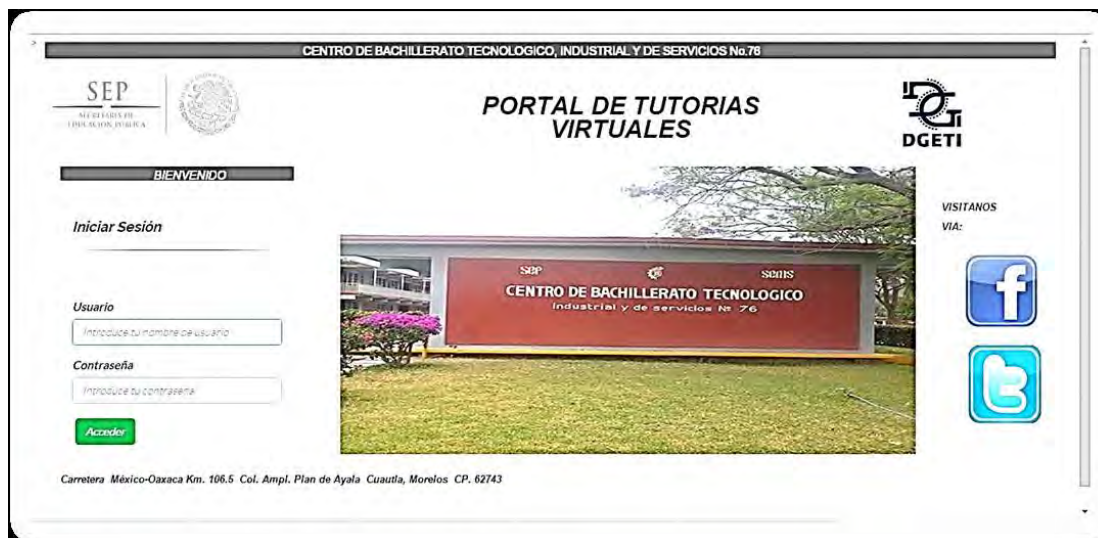 CENTRO DE BACHILLERATO TECNOLOGICO, INDUSTRIAL Y DE SERVICIOS No.76
SEP
SECRETARÍA DE
EDUCACIÓN PÚBLICA
PORTAL DE TUTORIAS
VIRTUALES
DGETI
BIENVENIDO
Iniciar Sesión
Usuario
Introduce tu nombre de usuario
Contraseña
Introduce tu contraseña
Acceder
SEP
SEMS
CENTRO DE BACHILLERATO TECNOLOGICO
Industrial y de servicios Nº 76
VISITANOS
VIA:
Carretera México-Oaxaca Km. 106.5 Col. Ampl. Plan de Ayala Cuautla, Morelos CP. 62743